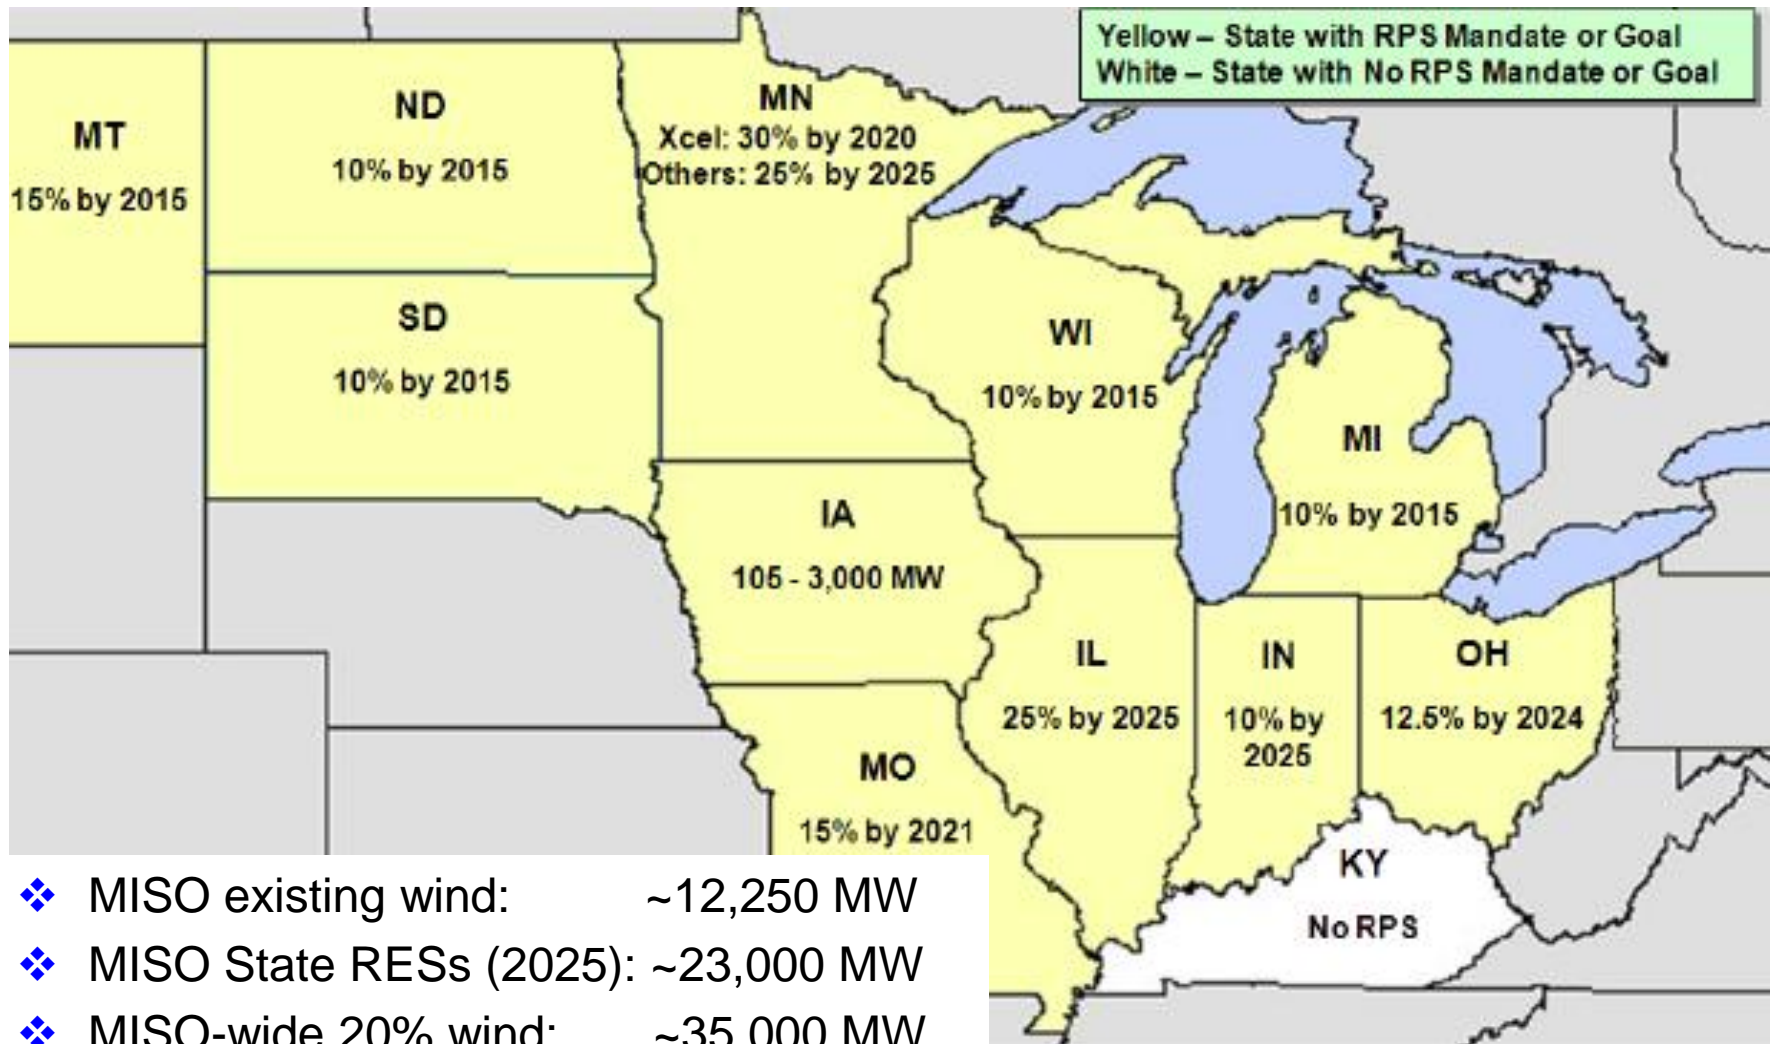 Yellow – State with RPS Mandate or Goal
White – State with No RPS Mandate or Goal
MT
15% by 2015
ND
10% by 2015
MN
Xcel: 30% by 2020
Others: 25% by 2025
SD
10% by 2015
WI
10% by 2015
MI
10% by 2015
IA
105 - 3,000 MW
IL
25% by 2025
IN
10% by
2025
OH
12.5% by 2024
MO
15% by 2021
KY
No RPS
❖ MISO existing wind: ~12,250 MW
❖ MISO State RESs (2025): ~23,000 MW
❖ MISO-wide 20% wind: ~35,000 MW